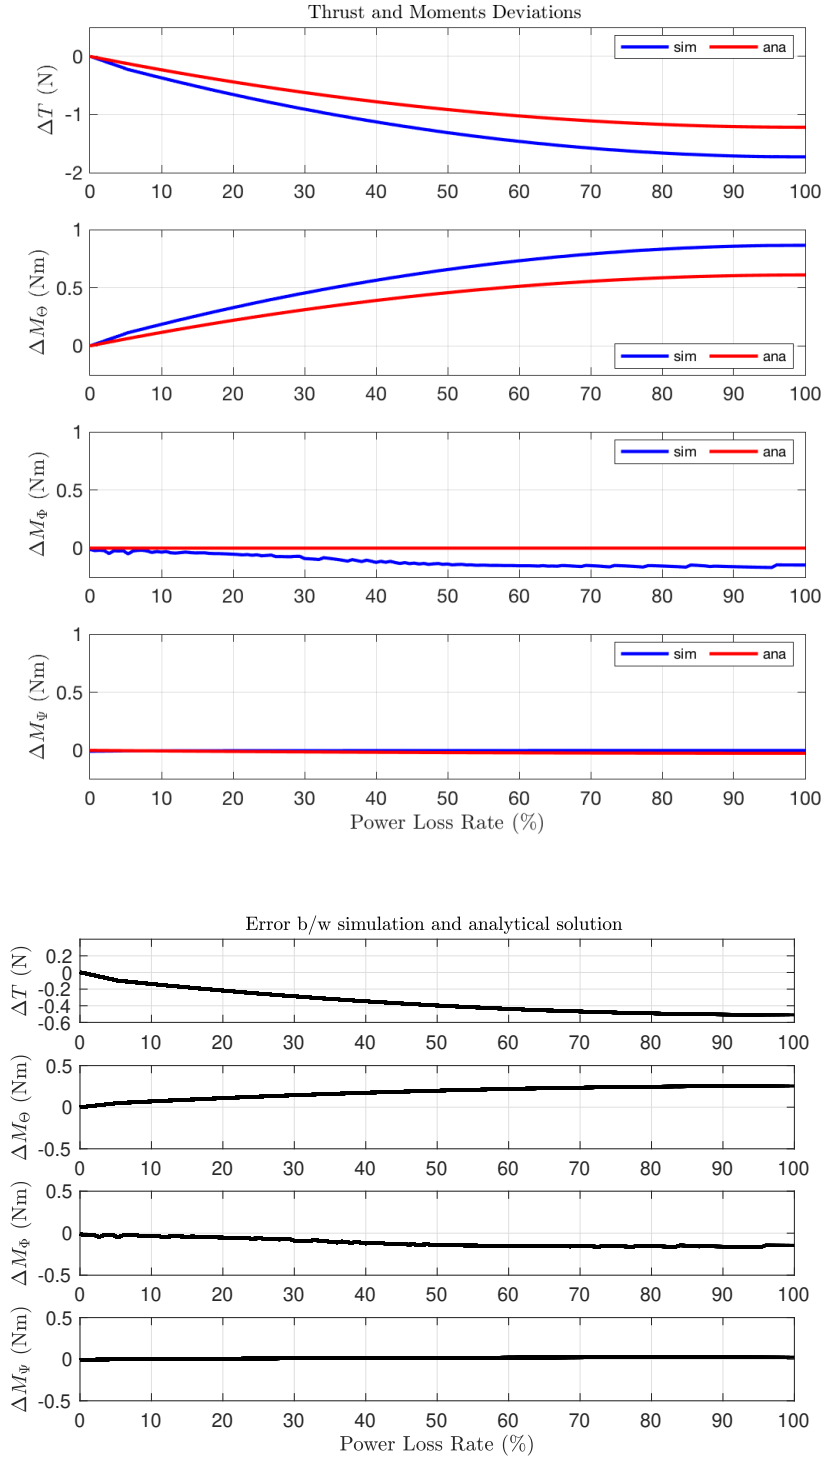 Thrust and Moments Deviations
sim ana
ΔT (N)
0
-1
-2
0 10 20 30 40 50 60 70 80 90 100
ΔM_Θ (Nm)
1
0.5
0
sim ana
0 10 20 30 40 50 60 70 80 90 100
ΔM_Φ (Nm)
1
0.5
0
sim ana
0 10 20 30 40 50 60 70 80 90 100
ΔM_Ψ (Nm)
1
0.5
0
sim ana
0 10 20 30 40 50 60 70 80 90 100
Power Loss Rate (%)
Error b/w simulation and analytical solution
ΔT (N)
0.2
0
-0.2
-0.4
-0.6
0 10 20 30 40 50 60 70 80 90 100
ΔM_Θ (Nm)
0.5
0
-0.5
0 10 20 30 40 50 60 70 80 90 100
ΔM_Φ (Nm)
0.5
0
-0.5
0 10 20 30 40 50 60 70 80 90 100
ΔM_Ψ (Nm)
0.5
0
-0.5
0 10 20 30 40 50 60 70 80 90 100
Power Loss Rate (%)